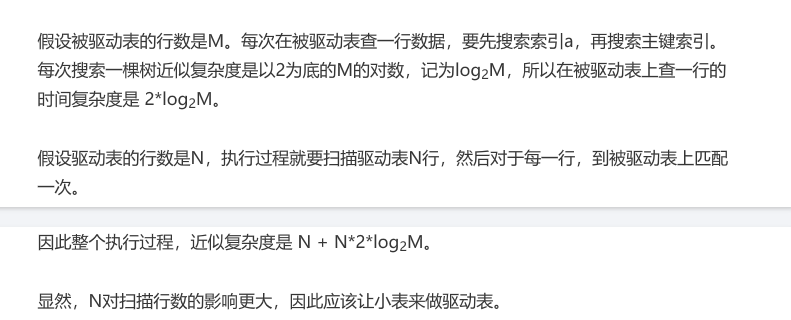 假设被驱动表的行数是M。每次在被驱动表查一行数据，要先搜索索引a，再搜索主键索引。
每次搜索一棵树近似复杂度是以2为底的M的对数，记为log₂M，所以在被驱动表上查一行的
时间复杂度是 2*log₂M。
假设驱动表的行数是N，执行过程就要扫描驱动表N行，然后对于每一行，到被驱动表上匹配
一次。
因此整个执行过程，近似复杂度是 N + N*2*log₂M。
显然，N对扫描行数的影响更大，因此应该让小表来做驱动表。